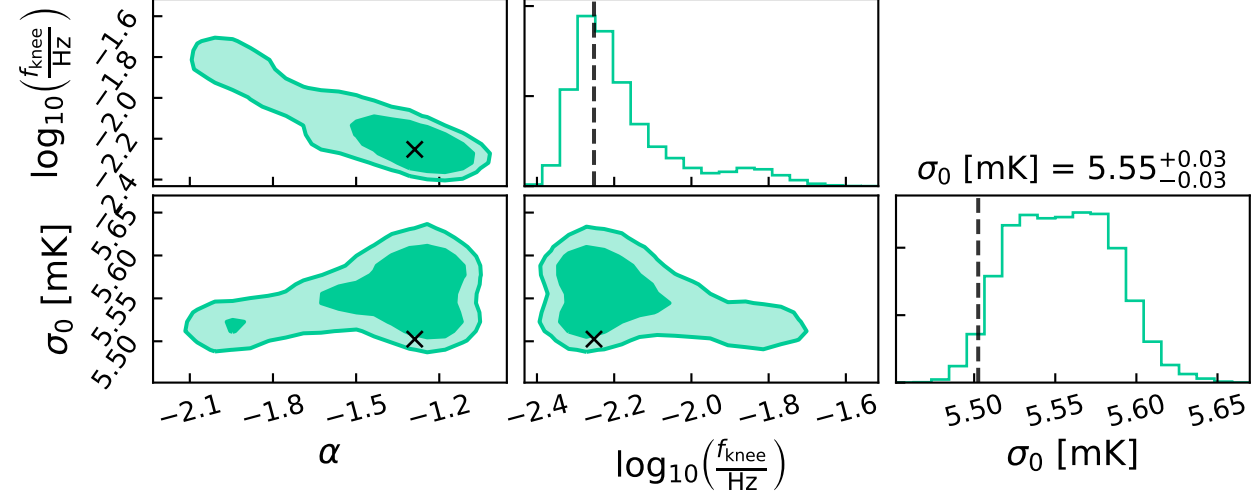 log₁₀(f_knee/Hz)
−1.6
−1.8
−2.0
−2.2
−2.4
σ₀ [mK] = 5.55 +0.03 −0.03
σ₀ [mK]
5.65
5.60
5.55
5.50
−2.1 −1.8 −1.5 −1.2
−2.4 −2.2 −2.0 −1.8 −1.6
5.50 5.55 5.60 5.65
α
log₁₀(f_knee/Hz)
σ₀ [mK]